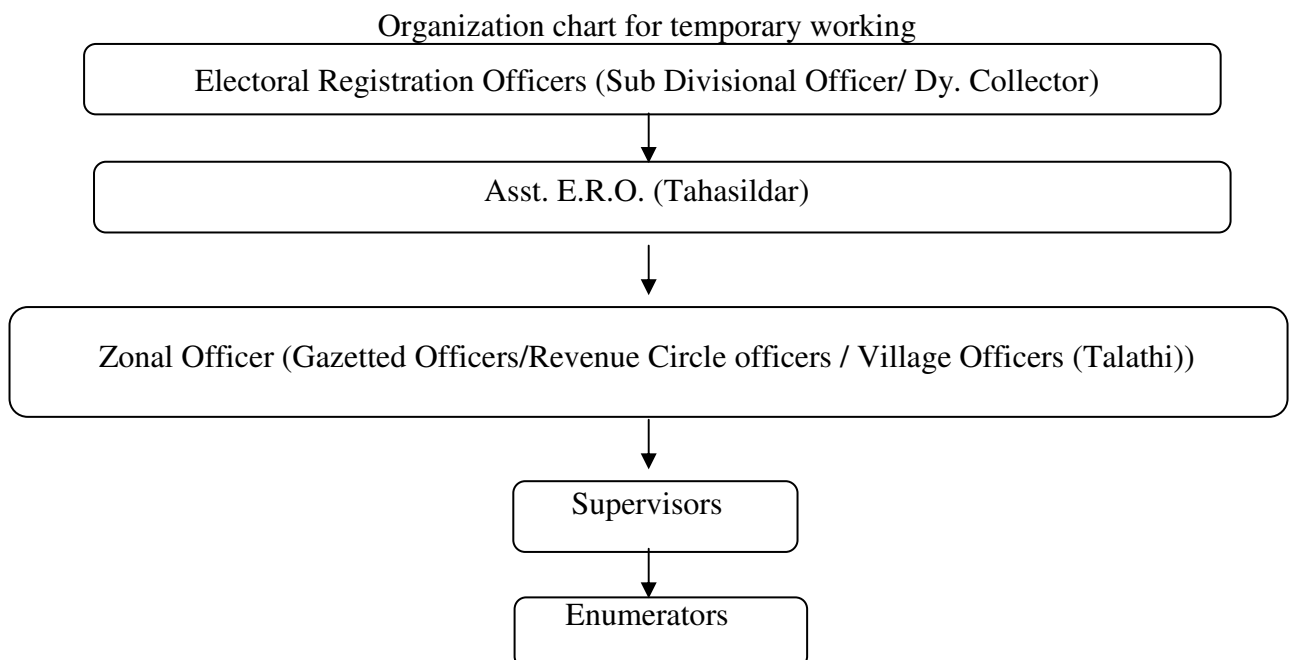 Organization chart for temporary working
Electoral Registration Officers (Sub Divisional Officer/ Dy. Collector)
Asst. E.R.O. (Tahasildar)
Zonal Officer (Gazetted Officers/Revenue Circle officers / Village Officers (Talathi))
Supervisors
Enumerators